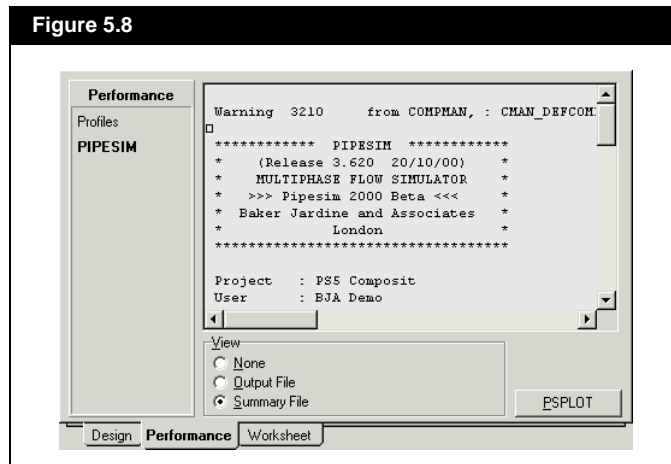 Figure 5.8
Performance
Profiles
PIPESIM
Warning 3210 from COMPMAN, : CMAN_DEFCOM
************ PIPESIM ************
* (Release 3.620 20/10/00) *
* MULTIPHASE FLOW SIMULATOR *
* >>> Pipesim 2000 Beta <<< *
* Baker Jardine and Associates *
* London *
***********************************
Project : PS5 Composit
User : BJA Demo
View
None
Output File
Summary File
PSPLOT
Design Performance Worksheet